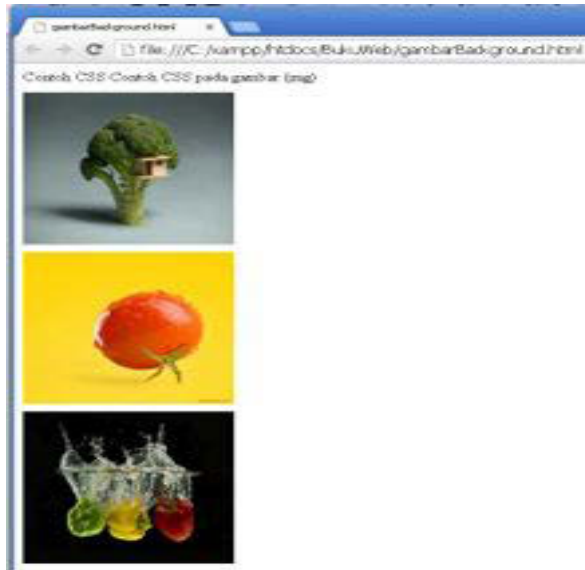 gambarBackground.html
file:///C:/xampp/htdocs/BukuWeb/gambarBackground.html
Contoh CSS Contoh CSS pada gambar (img)